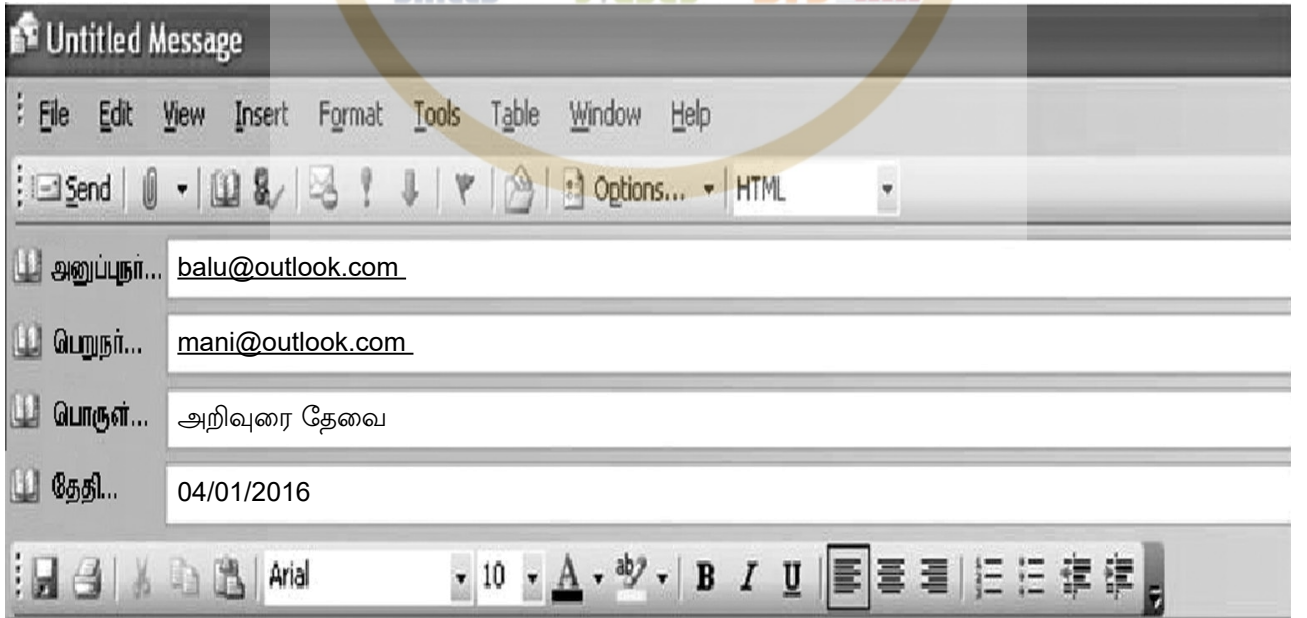 Untitled Message
File Edit View Insert Format Tools Table Window Help
Send Options... HTML
அனுப்புநர்... balu@outlook.com
பெறுநர்... mani@outlook.com
பொருள்... அறிவுரை தேவை
தேதி... 04/01/2016
Arial 10 A ab B I U